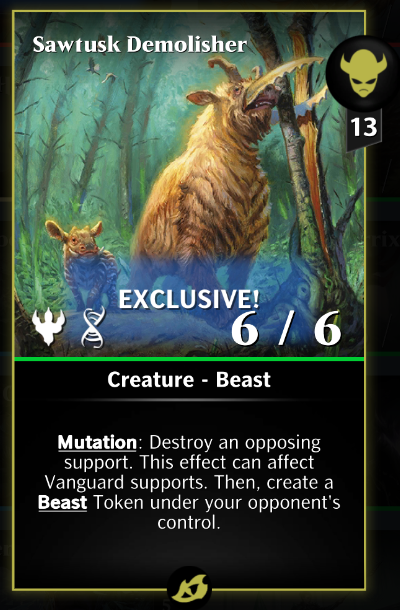 Sawtusk Demolisher
13
EXCLUSIVE!
6 / 6
Creature - Beast
Mutation: Destroy an opposing
support. This effect can affect
Vanguard supports. Then, create a
Beast Token under your opponent's
control.